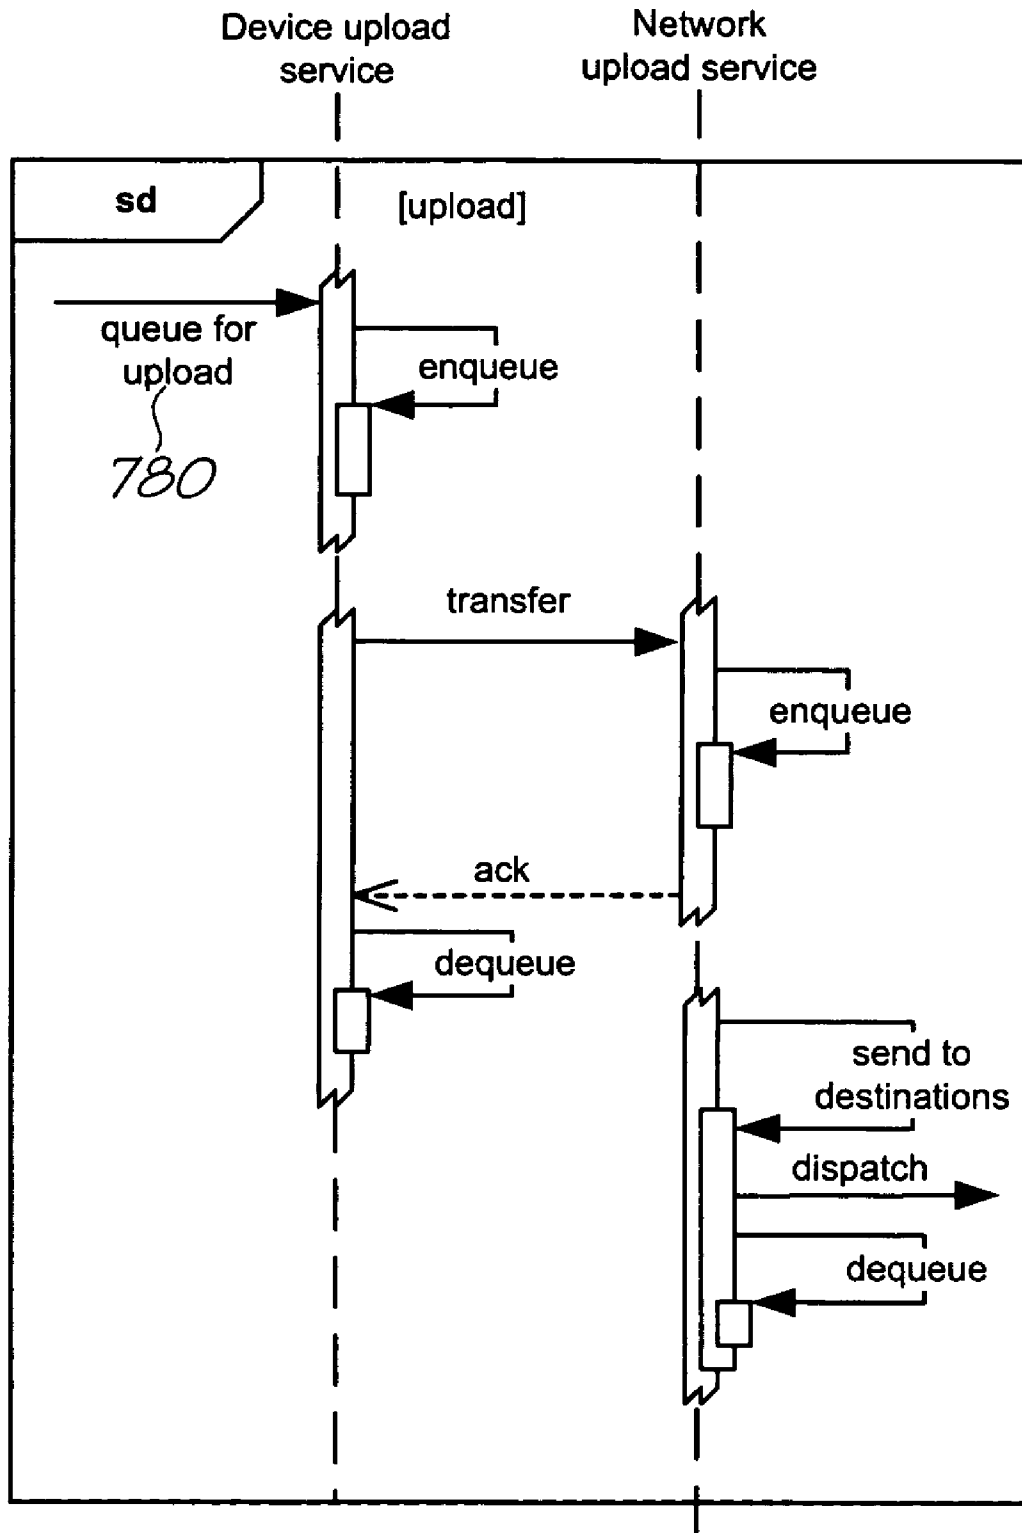 Device upload
service
Network
upload service
sd
[upload]
queue for
upload
780
enqueue
transfer
enqueue
ack
dequeue
send to
destinations
dispatch
dequeue